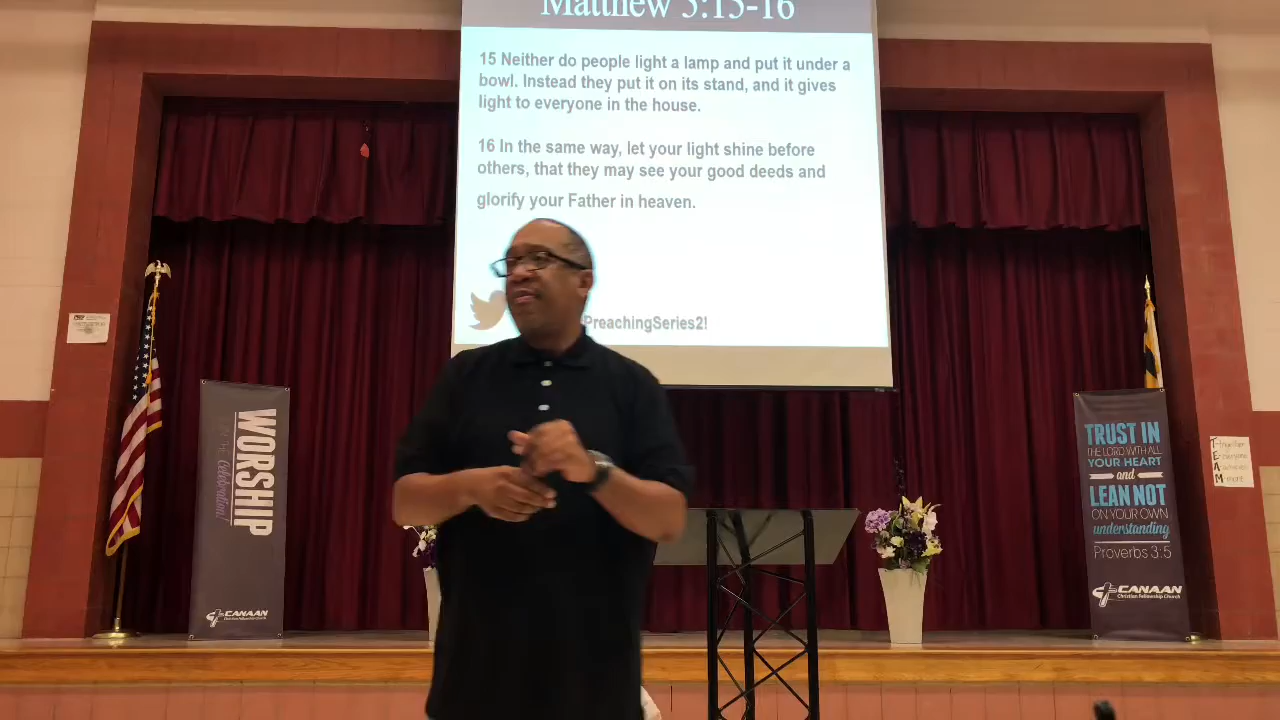 Matthew 5:15-16
15 Neither do people light a lamp and put it under a
bowl. Instead they put it on its stand, and it gives
light to everyone in the house.
16 In the same way, let your light shine before
others, that they may see your good deeds and
glorify your Father in heaven.
PreachingSeries2!
WORSHIP
Celebration!
CANAAN
Christian Fellowship Church
TRUST IN
THE LORD WITH ALL
YOUR HEART
and
LEAN NOT
ON YOUR OWN
understanding
Proverbs 3:5
CANAAN
Christian Fellowship Church
T-
E-
A-
M-